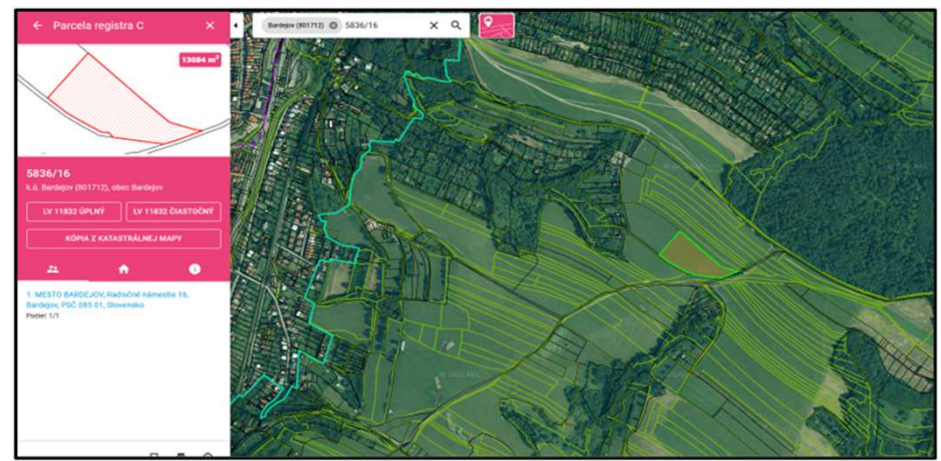 Parcela registra C
13084 m²
5836/16
k.ú. Bardejov (801712), obec Bardejov
LV 11832 ÚPLNÝ
LV 11832 ČIASTOČNÝ
KÓPIA Z KATASTRÁLNEJ MAPY
1. MESTO BARDEJOV, Radničné námestie 16,
Bardejov, PSČ 085 01, Slovensko
Podiel: 1/1
Bardejov (801712) 5836/16